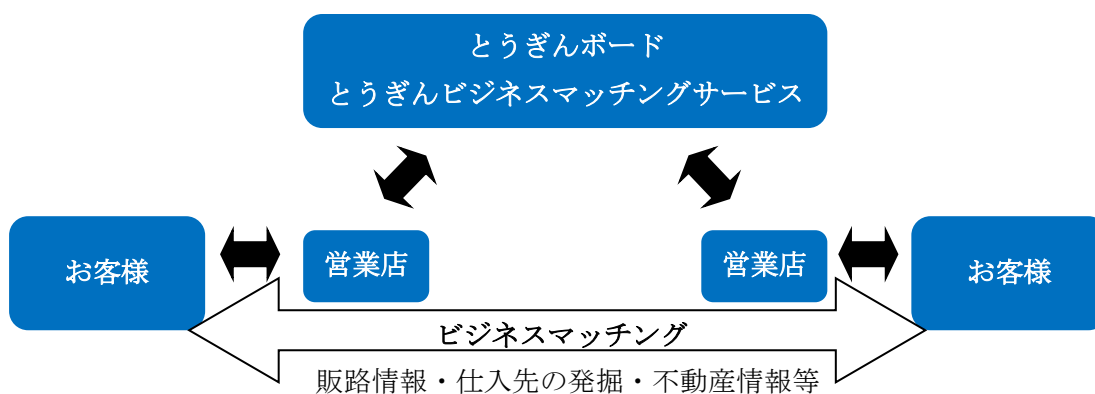 とうぎんボード
とうぎんビジネスマッチングサービス
お客様
営業店
営業店
お客様
ビジネスマッチング
販路情報・仕入先の発掘・不動産情報等